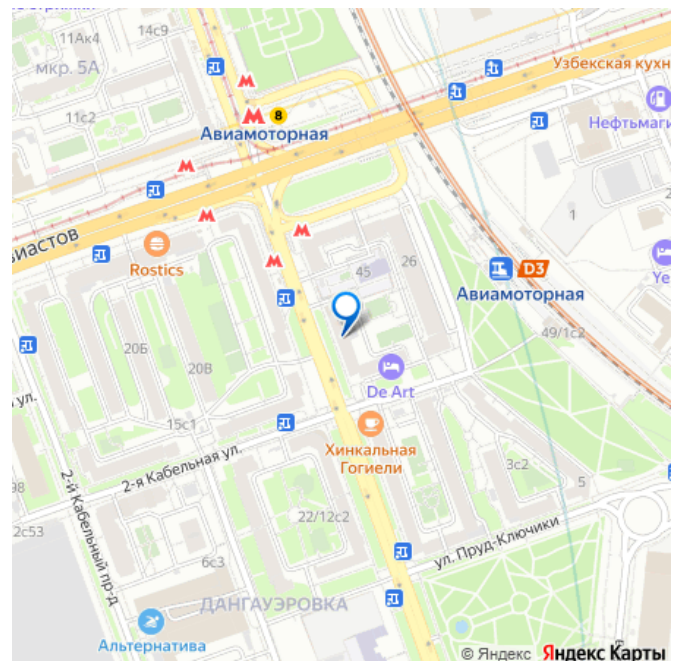 11Ак4
14с9
мкр. 5А
Узбекская кухн
11с2
8
Авиамоторная
Нефтьмаги
1
Rostics
45
26
D3
Авиамоторная
49/1с2
20Б
20В
De Art
ул.
15с1
Хинкальная
Гогиели
2-я Кабельная ул.
3с2
5
2-й Кабельный пр-д
98
2с53
22/12с2
ул. Пруд-Ключики
6с3
ДАНГАУЭРОВКА
Альтернатива
© Яндекс Яндекс Карты